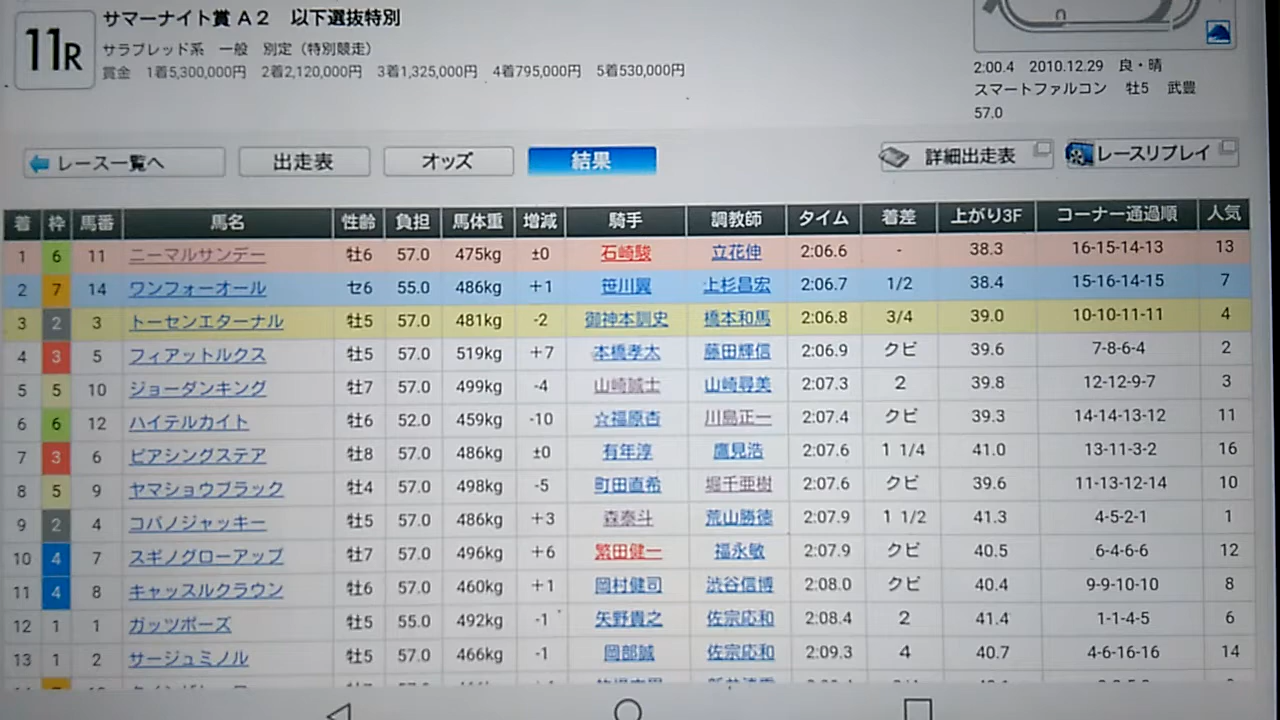 11R
サマーナイト賞 A2 以下選抜特別
サラブレッド系 一般 別定（特別競走）
賞金 1着5,300,000円 2着2,120,000円 3着1,325,000円 4着795,000円 5着530,000円
2:00.4 2010.12.29 良・晴
スマートファルコン 牡5 武豊
57.0
レース一覧へ 出走表 オッズ 結果 詳細出走表 レースリプレイ
着 枠 馬番 馬名 性齢 負担 馬体重 増減 騎手 調教師 タイム 着差 上がり3F コーナー通過順 人気
1 6 11 ニーマルサンデー 牡6 57.0 475kg ±0 石崎駿 立花伸 2:06.6 - 38.3 16-15-14-13 13
2 7 14 ワンフォーオール セ6 55.0 486kg +1 笹川翼 上杉昌宏 2:06.7 1/2 38.4 15-16-14-15 7
3 2 3 トーセンエターナル 牡5 57.0 481kg -2 御神本訓史 橋本和馬 2:06.8 3/4 39.0 10-10-11-11 4
4 3 5 フィアットルクス 牡5 57.0 519kg +7 本橋孝太 藤田輝信 2:06.9 クビ 39.6 7-8-6-4 2
5 5 10 ジョーダンキング 牡7 57.0 499kg -4 山崎誠士 山崎尋美 2:07.3 2 39.8 12-12-9-7 3
6 6 12 ハイテルカイト 牡6 52.0 459kg -10 ☆福原杏 川島正一 2:07.4 クビ 39.3 14-14-13-12 11
7 3 6 ピアシングステア 牡8 57.0 486kg ±0 有年淳 鷹見浩 2:07.6 1 1/4 41.0 13-11-3-2 16
8 5 9 ヤマショウブラック 牡4 57.0 498kg -5 町田直希 堀千亜樹 2:07.6 クビ 39.6 11-13-12-14 10
9 2 4 コバノジャッキー 牡5 57.0 486kg +3 森泰斗 荒山勝徳 2:07.9 1 1/2 41.3 4-5-2-1 1
10 4 7 スギノグローアップ 牡7 57.0 496kg +6 繁田健一 福永敏 2:07.9 クビ 40.5 6-4-6-6 12
11 4 8 キャッスルクラウン 牡6 57.0 460kg +1 岡村健司 渋谷信博 2:08.0 クビ 40.4 9-9-10-10 8
12 1 1 ガッツポーズ 牡5 55.0 492kg -1 矢野貴之 佐宗応和 2:08.4 2 41.4 1-1-4-5 6
13 1 2 サージュミノル 牡5 57.0 466kg -1 岡部誠 佐宗応和 2:09.3 4 40.7 4-6-16-16 14